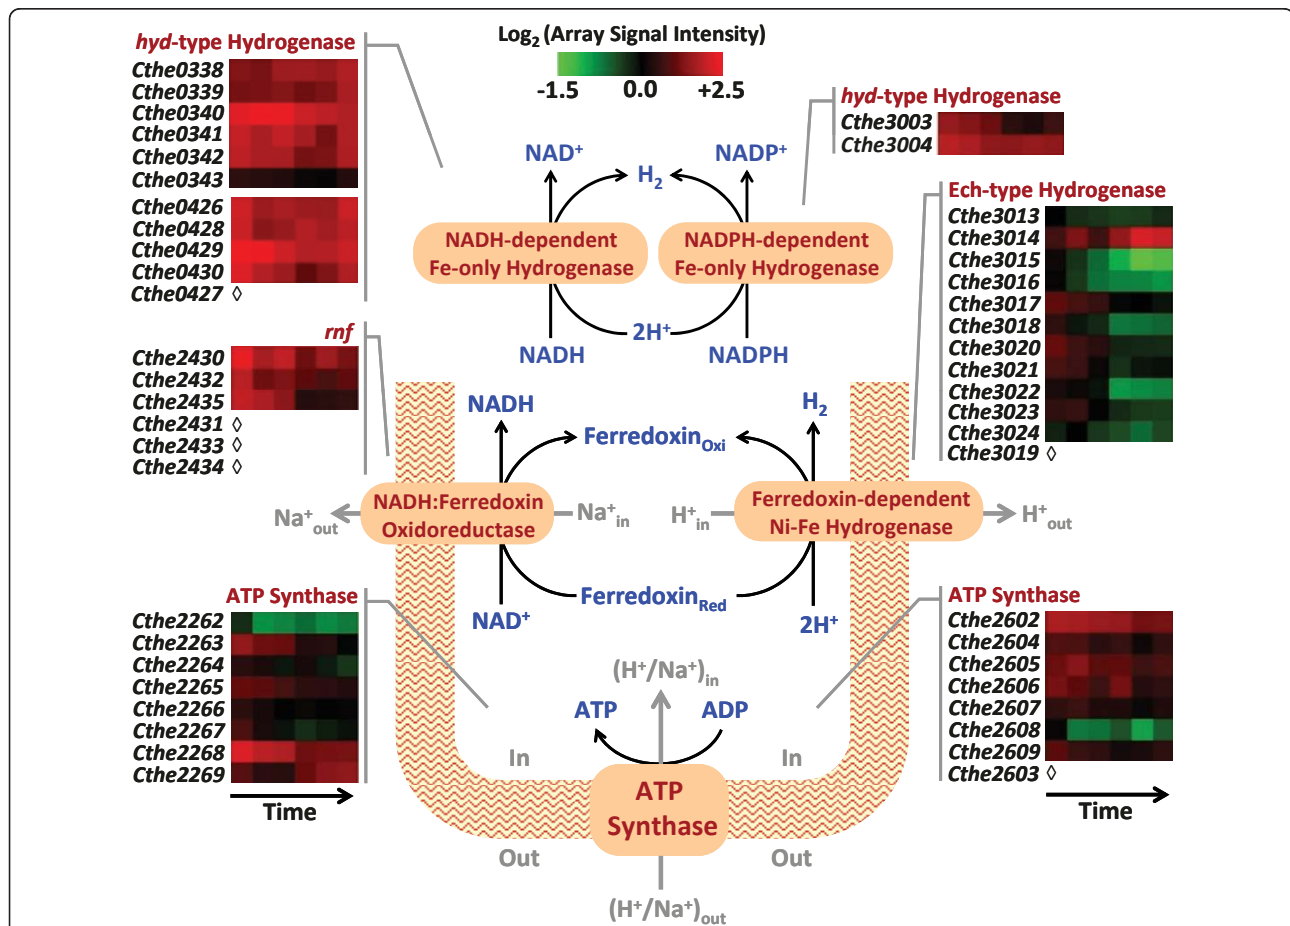 Log2 (Array Signal Intensity)
-1.5 0.0 +2.5
hyd-type Hydrogenase
Cthe0338
Cthe0339
Cthe0340
Cthe0341
Cthe0342
Cthe0343
Cthe0426
Cthe0428
Cthe0429
Cthe0430
Cthe0427 ◊
rnf
Cthe2430
Cthe2432
Cthe2435
Cthe2431 ◊
Cthe2433 ◊
Cthe2434 ◊
ATP Synthase
Cthe2262
Cthe2263
Cthe2264
Cthe2265
Cthe2266
Cthe2267
Cthe2268
Cthe2269
Time
NAD+
H2
NADP+
NADH-dependent
Fe-only Hydrogenase
NADPH-dependent
Fe-only Hydrogenase
2H+
NADH
NADPH
NADH
H2
FerredoxinOxi
Na+out
NADH:Ferredoxin
Oxidoreductase
Na+in
H+in
Ferredoxin-dependent
Ni-Fe Hydrogenase
H+out
FerredoxinRed
NAD+
2H+
(H+/Na+)in
ATP
ADP
In
In
ATP
Synthase
Out
Out
(H+/Na+)out
hyd-type Hydrogenase
Cthe3003
Cthe3004
Ech-type Hydrogenase
Cthe3013
Cthe3014
Cthe3015
Cthe3016
Cthe3017
Cthe3018
Cthe3020
Cthe3021
Cthe3022
Cthe3023
Cthe3024
Cthe3019 ◊
ATP Synthase
Cthe2602
Cthe2604
Cthe2605
Cthe2606
Cthe2607
Cthe2608
Cthe2609
Cthe2603 ◊
Time